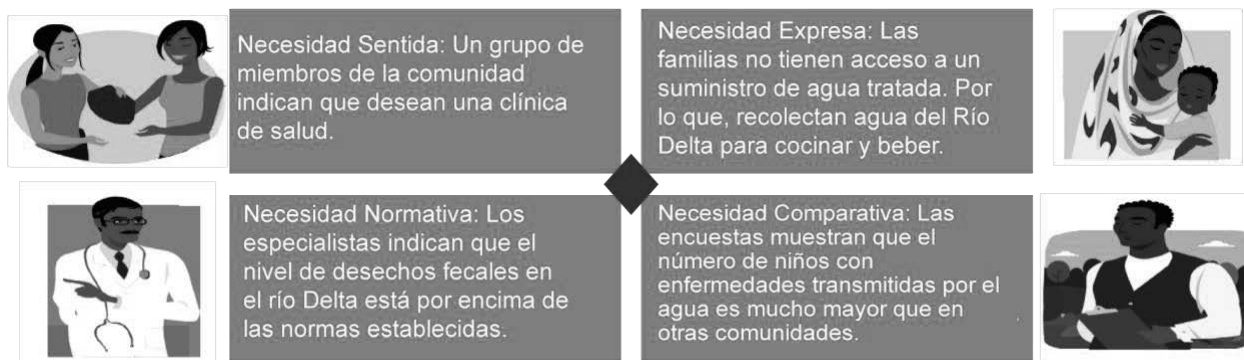 Necesidad Sentida: Un grupo de
miembros de la comunidad
indican que desean una clínica
de salud.
Necesidad Expresa: Las
familias no tienen acceso a un
suministro de agua tratada. Por
lo que, recolectan agua del Río
Delta para cocinar y beber.
Necesidad Normativa: Los
especialistas indican que el
nivel de desechos fecales en
el río Delta está por encima de
las normas establecidas.
Necesidad Comparativa: Las
encuestas muestran que el
número de niños con
enfermedades transmitidas por el
agua es mucho mayor que en
otras comunidades.